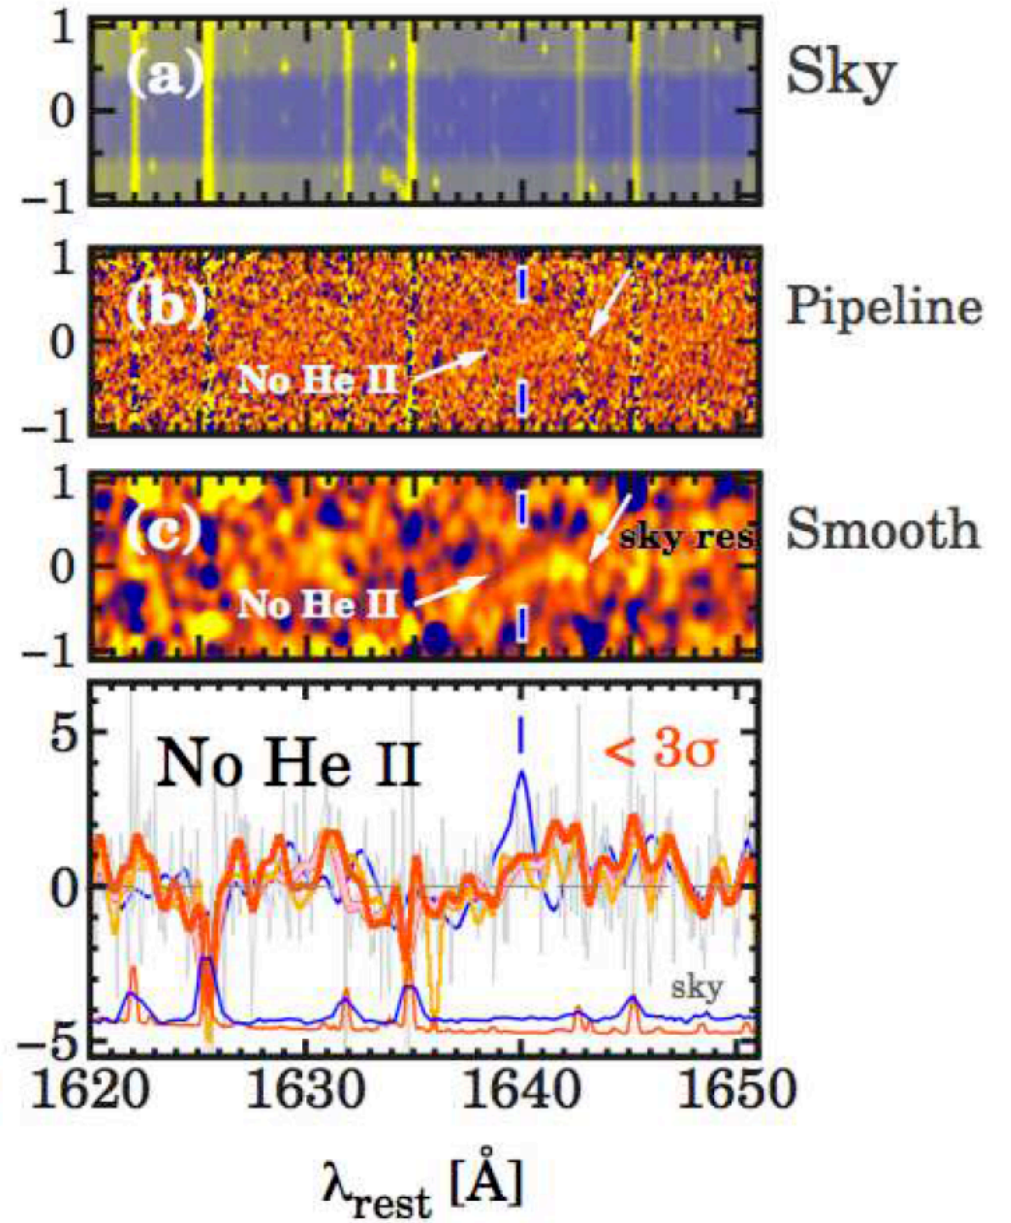 1
(a)
Sky
0
−1
1
(b)
Pipeline
0
No He II
−1
1
(c)
sky res
Smooth
0
No He II
−1
5
No He II
< 3σ
0
sky
−5
1620 1630 1640 1650
λrest [Å]